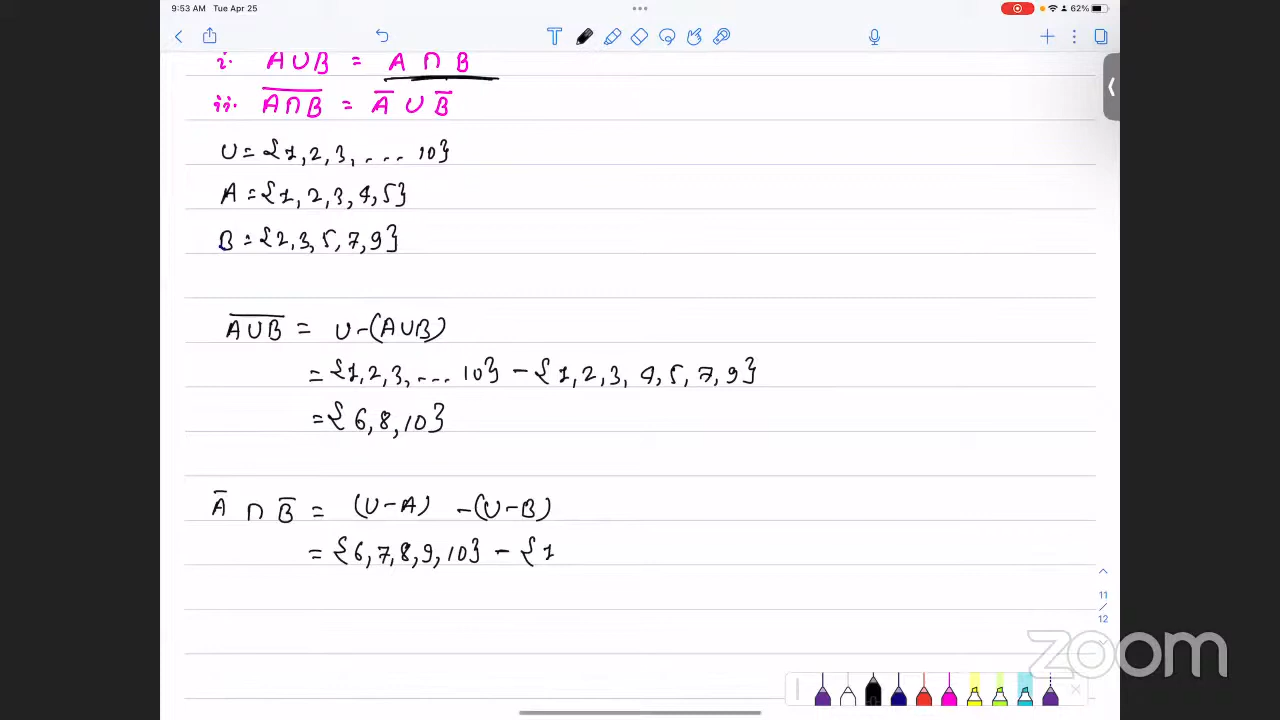 9:53 AM Tue Apr 25
62%
i. A∪B = A ∩ B
ii. A̅∩̅B̅ = A̅ ∪ B̅
U = {1, 2, 3, .... 10}
A = {1, 2, 3, 4, 5}
B = {2, 3, 5, 7, 9}
A̅∪̅B̅ = U - (A∪B)
= {1, 2, 3, .... 10} - {1, 2, 3, 4, 5, 7, 9}
= {6, 8, 10}
A̅ ∩ B̅ = (U - A) - (U - B)
= {6, 7, 8, 9, 10} - {1
11
/
12
zoom